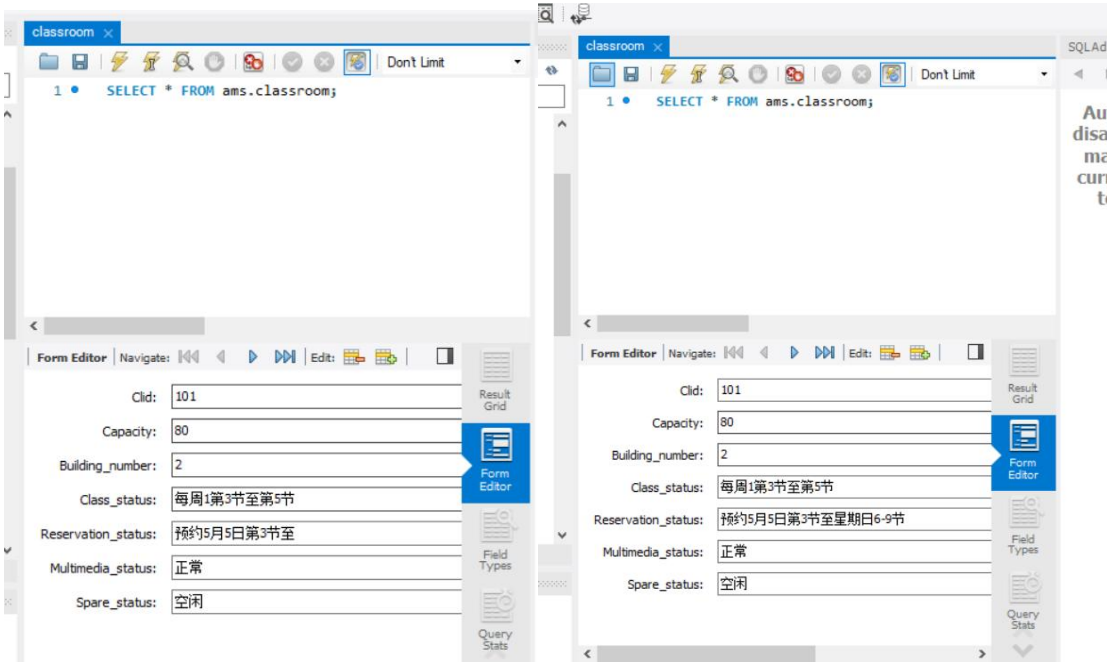 classroom
Don't Limit
1 SELECT * FROM ams.classroom;
Form Editor Navigate: Edit:
Clid: 101
Capacity: 80
Building_number: 2
Class_status: 每周1第3节至第5节
Reservation_status: 预约5月5日第3节至
Multimedia_status: 正常
Spare_status: 空闲
Result
Grid
Form
Editor
Field
Types
Query
Stats
classroom
Don't Limit
1 SELECT * FROM ams.classroom;
Form Editor Navigate: Edit:
Clid: 101
Capacity: 80
Building_number: 2
Class_status: 每周1第3节至第5节
Reservation_status: 预约5月5日第3节至星期日6-9节
Multimedia_status: 正常
Spare_status: 空闲
Result
Grid
Form
Editor
Field
Types
Query
Stats
SQLAd
Au
disa
ma